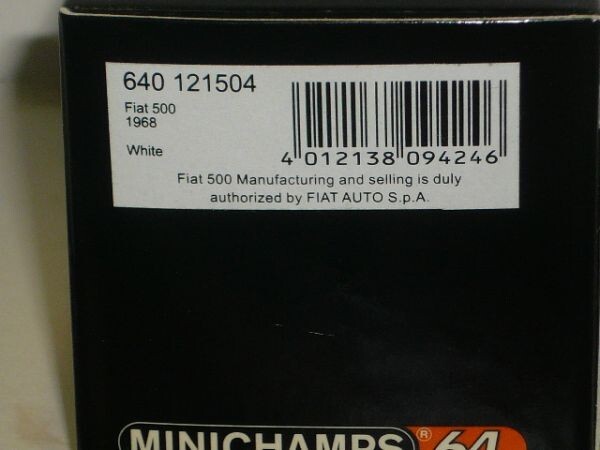 640 121504
Fiat 500
1968
White
4 012138 094246
Fiat 500 Manufacturing and selling is duly
authorized by FIAT AUTO S.p.A.
MINICHAMPS ® 64